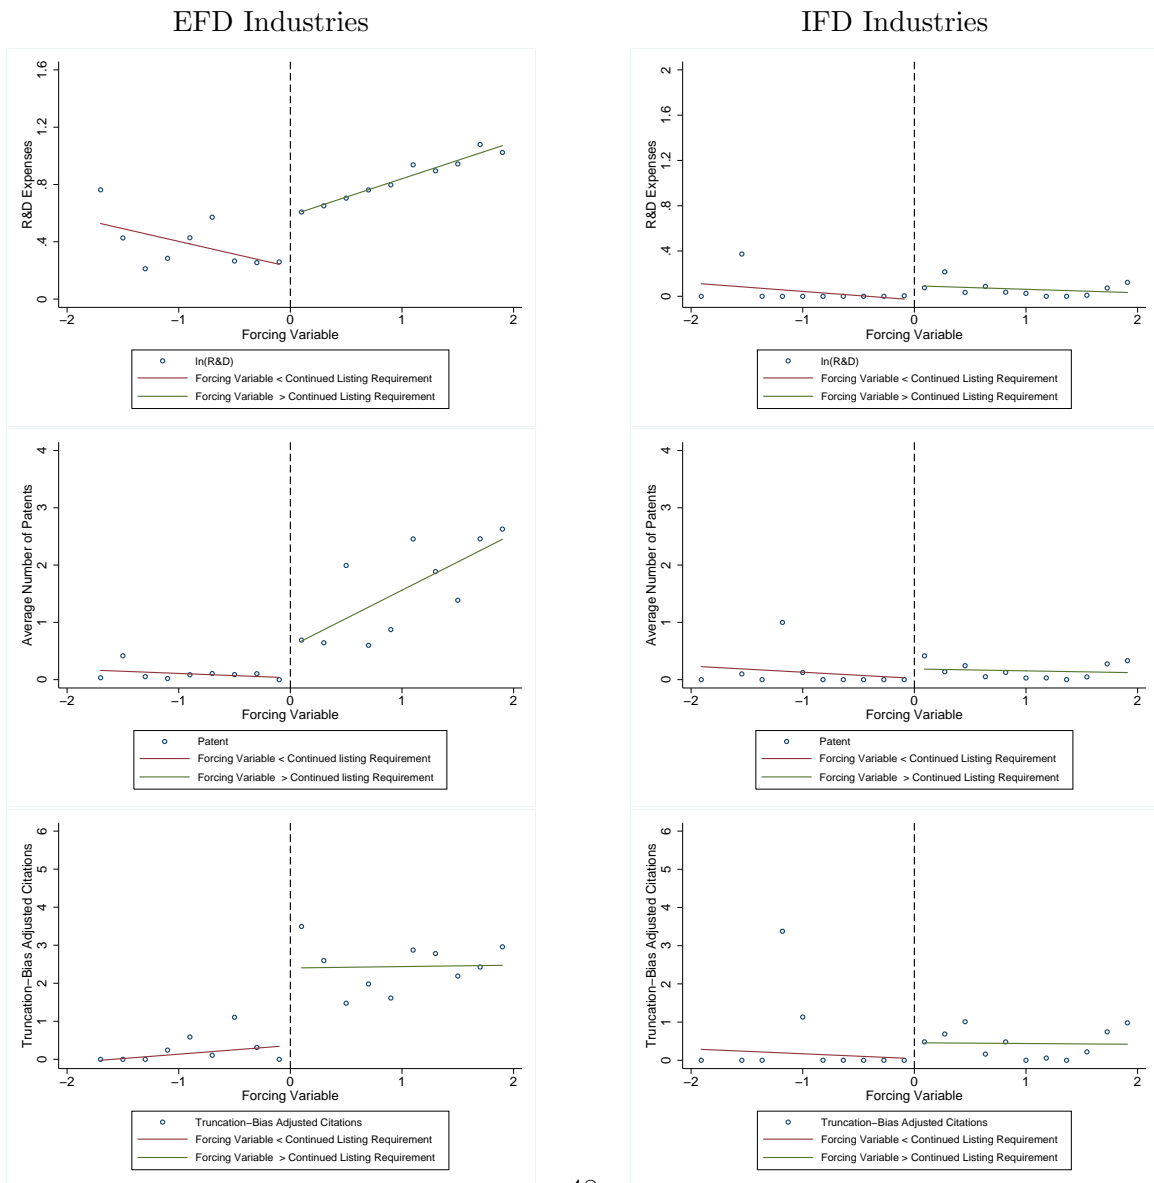 EFD Industries
IFD Industries
R&D Expenses
1.6
1.2
.8
.4
0
−2
−1
0
1
2
Forcing Variable
ln(R&D)
Forcing Variable < Continued Listing Requirement
Forcing Variable > Continued Listing Requirement
R&D Expenses
2
1.6
1.2
.8
.4
0
−2
−1
0
1
2
Forcing Variable
ln(R&D)
Forcing Variable < Continued Listing Requirement
Forcing Variable > Continued Listing Requirement
Average Number of Patents
4
3
2
1
0
−2
−1
0
1
2
Forcing Variable
Patent
Forcing Variable < Continued listing Requirement
Forcing Variable > Continued listing Requirement
Average Number of Patents
4
3
2
1
0
−2
−1
0
1
2
Forcing Variable
Patent
Forcing Variable < Continued Listing Requirement
Forcing Variable > Continued Listing Requirement
Truncation−Bias Adjusted Citations
6
5
4
3
2
1
0
−2
−1
0
1
2
Forcing Variable
Truncation−Bias Adjusted Citations
Forcing Variable < Continued Listing Requirement
Forcing Variable > Continued Listing Requirement
Truncation−Bias Adjusted Citations
6
5
4
3
2
1
0
−2
−1
0
1
2
Forcing Variable
Truncation−Bias Adjusted Citations
Forcing Variable < Continued Listing Requirement
Forcing Variable > Continued Listing Requirement